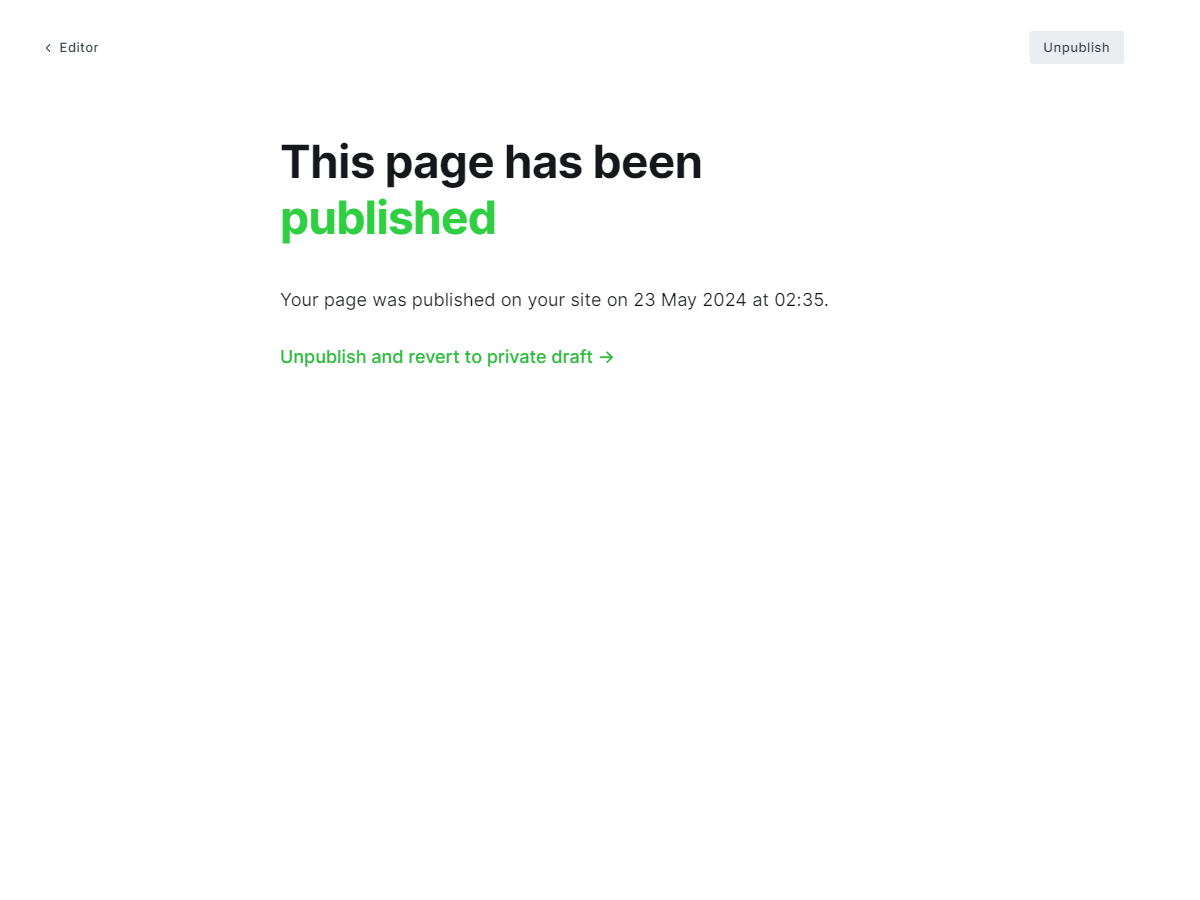 Editor
Unpublish
This page has been
published
Your page was published on your site on 23 May 2024 at 02:35.
Unpublish and revert to private draft →